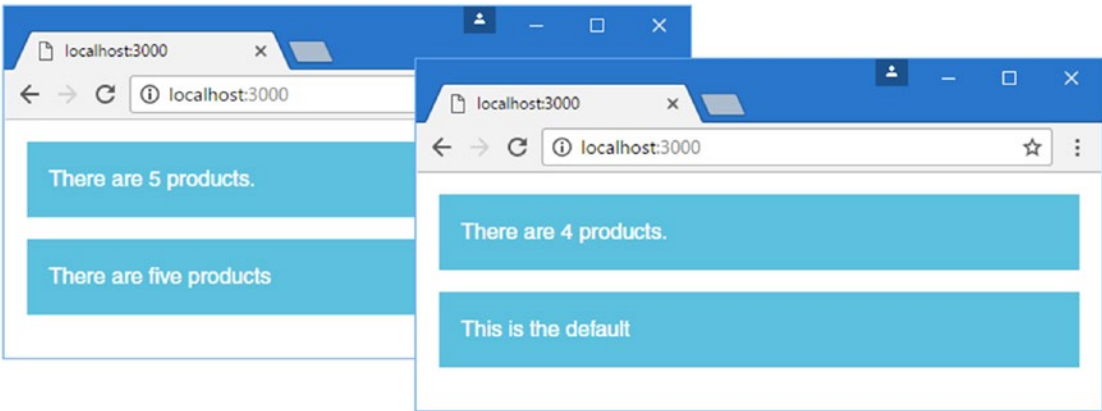 localhost:3000
localhost:3000
There are 5 products.
There are five products
localhost:3000
localhost:3000
There are 4 products.
This is the default